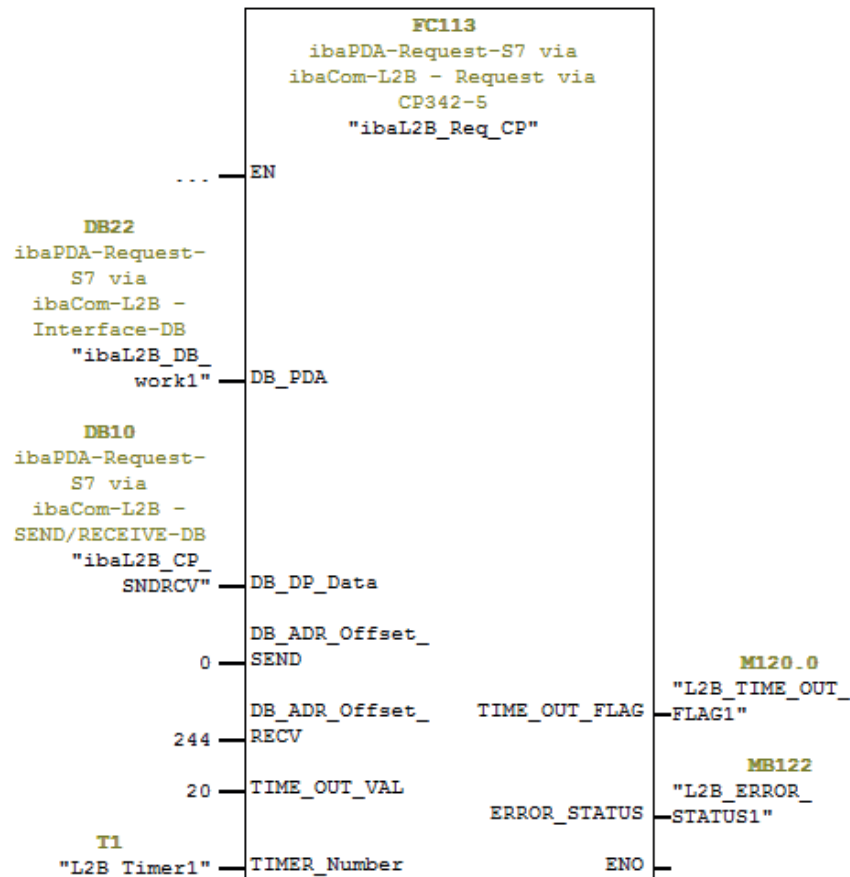 FC113
ibaPDA-Request-S7 via
ibaCom-L2B - Request via
CP342-5
"ibaL2B_Req_CP"
... EN
DB22
ibaPDA-Request-
S7 via
ibaCom-L2B -
Interface-DB
"ibaL2B_DB_
work1" DB_PDA
DB10
ibaPDA-Request-
S7 via
ibaCom-L2B -
SEND/RECEIVE-DB
"ibaL2B_CP_
SNDRCV" DB_DP_Data
DB_ADR_Offset_
0 SEND
DB_ADR_Offset_
244 RECV
20 TIME_OUT_VAL
T1
"L2B Timer1" TIMER_Number
M120.0
"L2B_TIME_OUT_
TIME_OUT_FLAG FLAG1"
MB122
"L2B_ERROR_
ERROR_STATUS STATUS1"
ENO